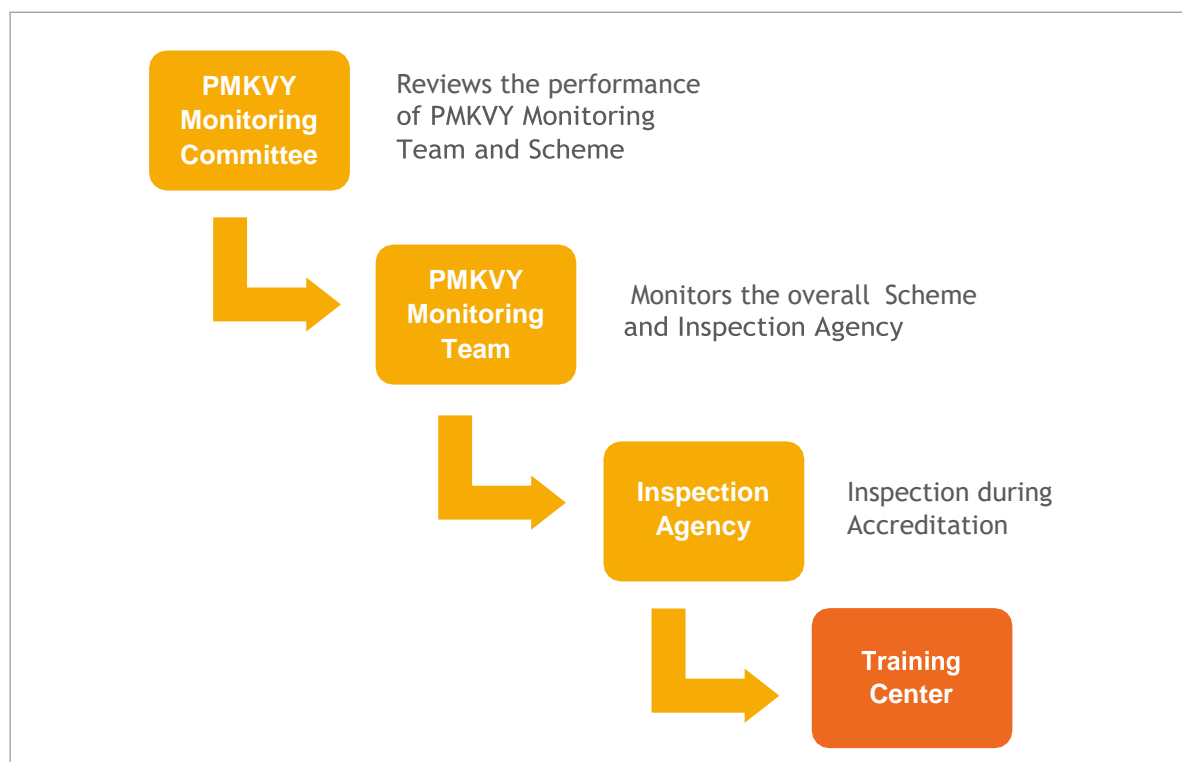 PMKVY
Monitoring
Committee
Reviews the performance
of PMKVY Monitoring
Team and Scheme
PMKVY
Monitoring
Team
Monitors the overall Scheme
and Inspection Agency
Inspection
Agency
Inspection during
Accreditation
Training
Center